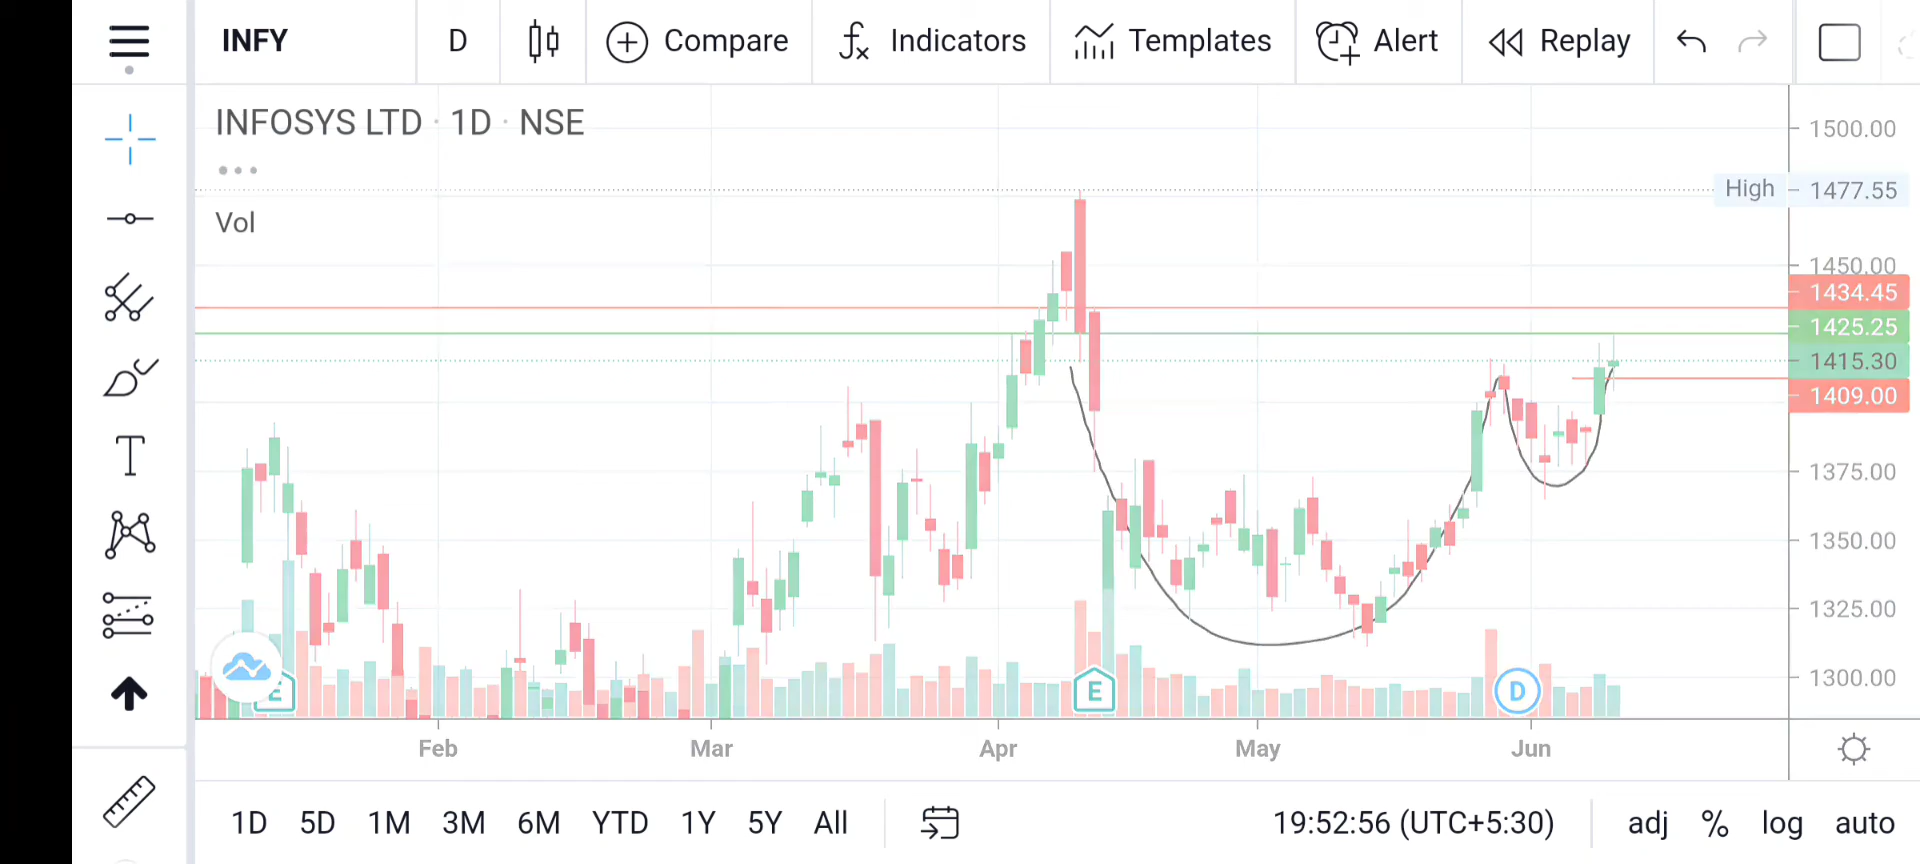 INFY D Compare Indicators Templates Alert Replay
INFOSYS LTD · 1D · NSE
Vol
1500.00
High 1477.55
1450.00
1434.45
1425.25
1415.30
1409.00
1375.00
1350.00
1325.00
1300.00
E E D
Feb Mar Apr May Jun
1D 5D 1M 3M 6M YTD 1Y 5Y All 19:52:56 (UTC+5:30) adj % log auto